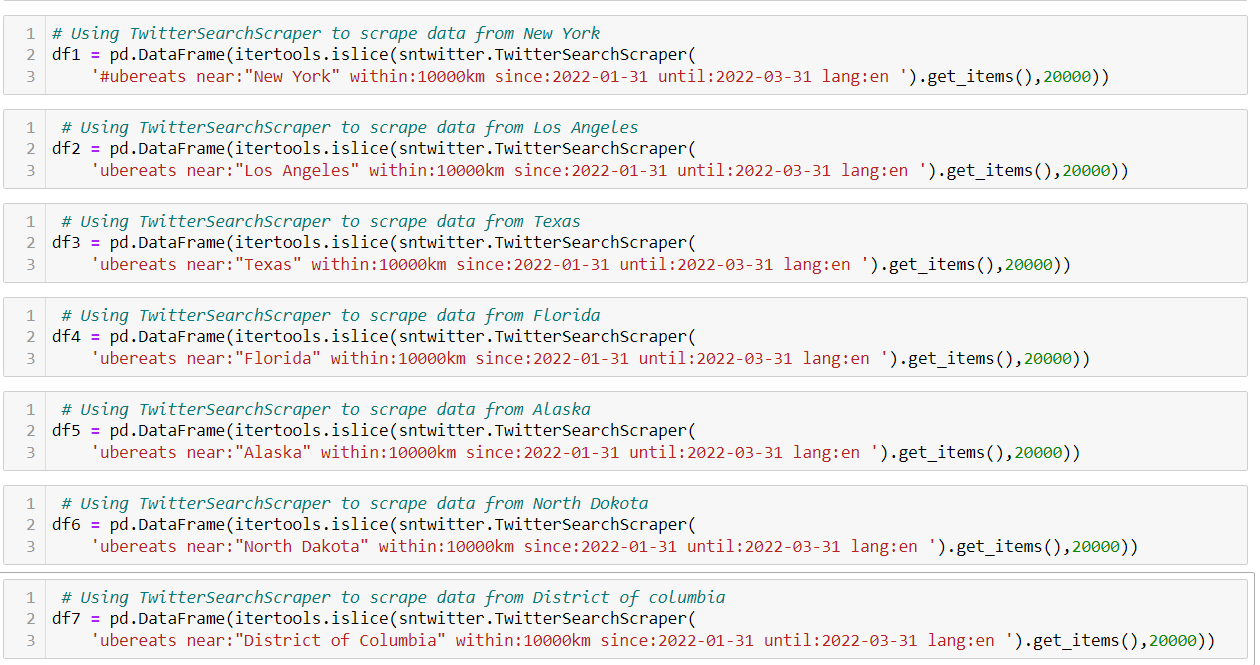 1 # Using TwitterSearchScraper to scrape data from New York
2 df1 = pd.DataFrame(itertools.islice(sntwitter.TwitterSearchScraper(
3 '#ubereats near:"New York" within:10000km since:2022-01-31 until:2022-03-31 lang:en ').get_items(),20000))
1 # Using TwitterSearchScraper to scrape data from Los Angeles
2 df2 = pd.DataFrame(itertools.islice(sntwitter.TwitterSearchScraper(
3 'ubereats near:"Los Angeles" within:10000km since:2022-01-31 until:2022-03-31 lang:en ').get_items(),20000))
1 # Using TwitterSearchScraper to scrape data from Texas
2 df3 = pd.DataFrame(itertools.islice(sntwitter.TwitterSearchScraper(
3 'ubereats near:"Texas" within:10000km since:2022-01-31 until:2022-03-31 lang:en ').get_items(),20000))
1 # Using TwitterSearchScraper to scrape data from Florida
2 df4 = pd.DataFrame(itertools.islice(sntwitter.TwitterSearchScraper(
3 'ubereats near:"Florida" within:10000km since:2022-01-31 until:2022-03-31 lang:en ').get_items(),20000))
1 # Using TwitterSearchScraper to scrape data from Alaska
2 df5 = pd.DataFrame(itertools.islice(sntwitter.TwitterSearchScraper(
3 'ubereats near:"Alaska" within:10000km since:2022-01-31 until:2022-03-31 lang:en ').get_items(),20000))
1 # Using TwitterSearchScraper to scrape data from North Dokota
2 df6 = pd.DataFrame(itertools.islice(sntwitter.TwitterSearchScraper(
3 'ubereats near:"North Dakota" within:10000km since:2022-01-31 until:2022-03-31 lang:en ').get_items(),20000))
1 # Using TwitterSearchScraper to scrape data from District of columbia
2 df7 = pd.DataFrame(itertools.islice(sntwitter.TwitterSearchScraper(
3 'ubereats near:"District of Columbia" within:10000km since:2022-01-31 until:2022-03-31 lang:en ').get_items(),20000))